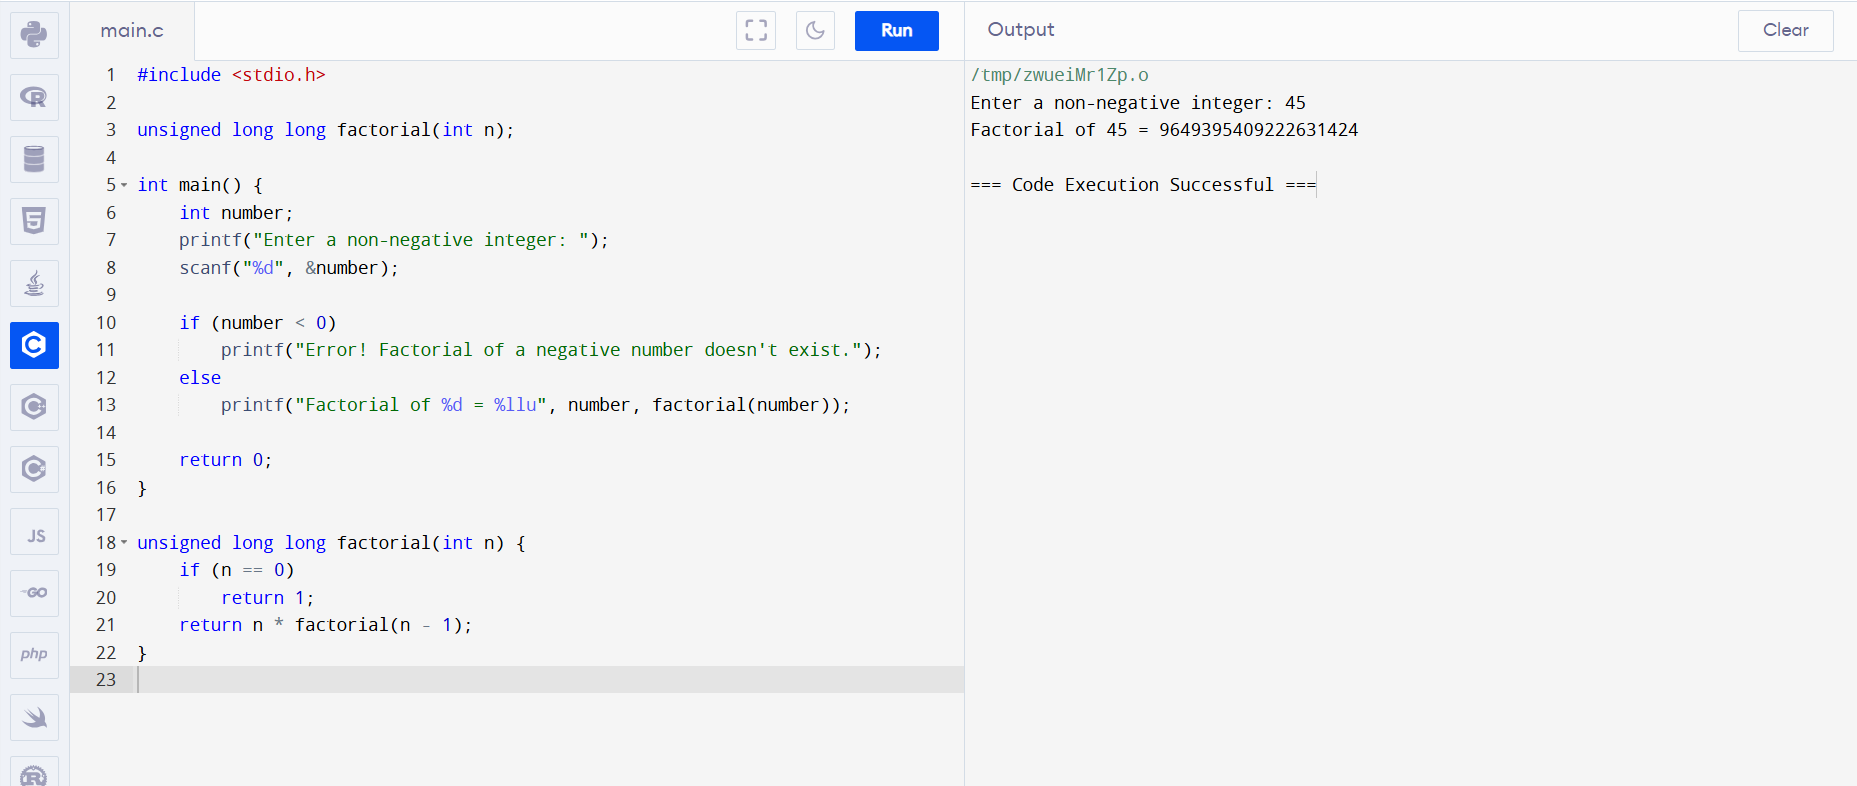 main.c
Run
Output
Clear
1 #include <stdio.h>
2
3 unsigned long long factorial(int n);
4
5 int main() {
6     int number;
7     printf("Enter a non-negative integer: ");
8     scanf("%d", &number);
9
10     if (number < 0)
11         printf("Error! Factorial of a negative number doesn't exist.");
12     else
13         printf("Factorial of %d = %llu", number, factorial(number));
14
15     return 0;
16 }
17
18 unsigned long long factorial(int n) {
19     if (n == 0)
20         return 1;
21     return n * factorial(n - 1);
22 }
23
/tmp/zwueiMr1Zp.o
Enter a non-negative integer: 45
Factorial of 45 = 9649395409222631424
=== Code Execution Successful ===
R
5
C
C
C
JS
GO
php
R